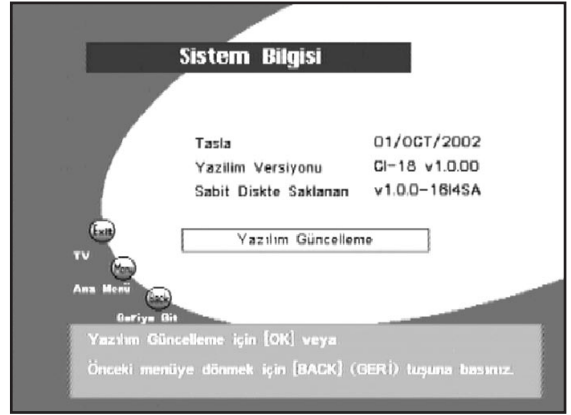 Sistem Bilgisi
Tasla 01/OCT/2002
Yazilim Versiyonu CI-18 v1.0.00
Sabit Diskte Saklanan v1.0.0-16I4SA
Yazılım Güncelleme
Exit
TV
Menu
Ana Menü
Back
Geriye Git
Yazılım Güncelleme için [OK] veya
Önceki menüye dönmek için [BACK] (GERİ) tuşuna basınız.